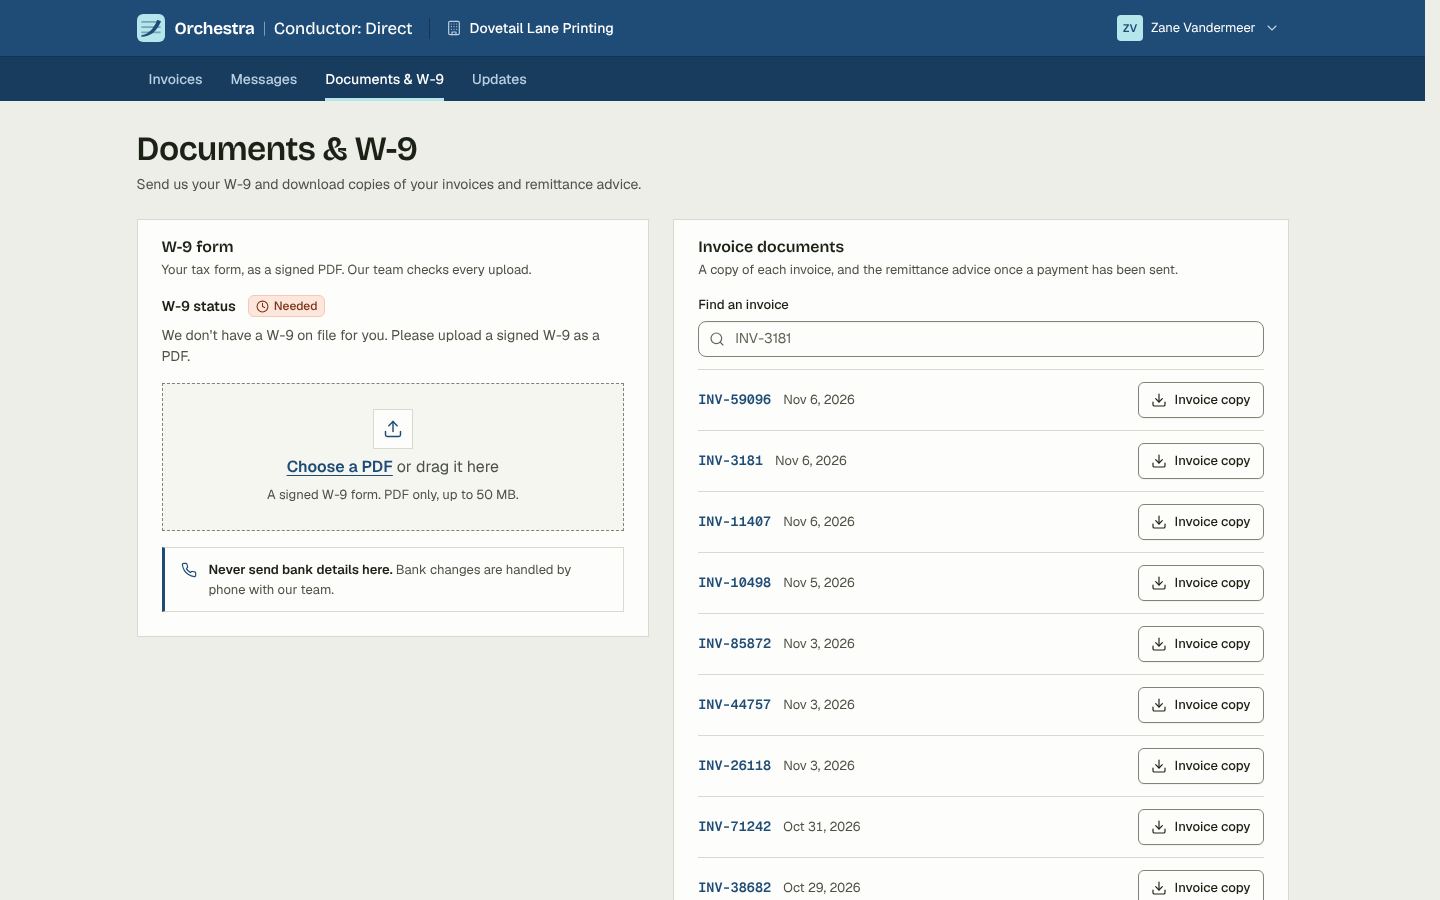 Orchestra | Conductor: Direct
Dovetail Lane Printing
ZV Zane Vandermeer
Invoices Messages Documents & W-9 Updates
Documents & W-9
Send us your W-9 and download copies of your invoices and remittance advice.
W-9 form
Your tax form, as a signed PDF. Our team checks every upload.
W-9 status Needed
We don't have a W-9 on file for you. Please upload a signed W-9 as a
PDF.
Choose a PDF or drag it here
A signed W-9 form. PDF only, up to 50 MB.
Never send bank details here. Bank changes are handled by
phone with our team.
Invoice documents
A copy of each invoice, and the remittance advice once a payment has been sent.
Find an invoice
INV-3181
INV-59096 Nov 6, 2026 Invoice copy
INV-3181 Nov 6, 2026 Invoice copy
INV-11407 Nov 6, 2026 Invoice copy
INV-10498 Nov 5, 2026 Invoice copy
INV-85872 Nov 3, 2026 Invoice copy
INV-44757 Nov 3, 2026 Invoice copy
INV-26118 Nov 3, 2026 Invoice copy
INV-71242 Oct 31, 2026 Invoice copy
INV-38682 Oct 29, 2026 Invoice copy